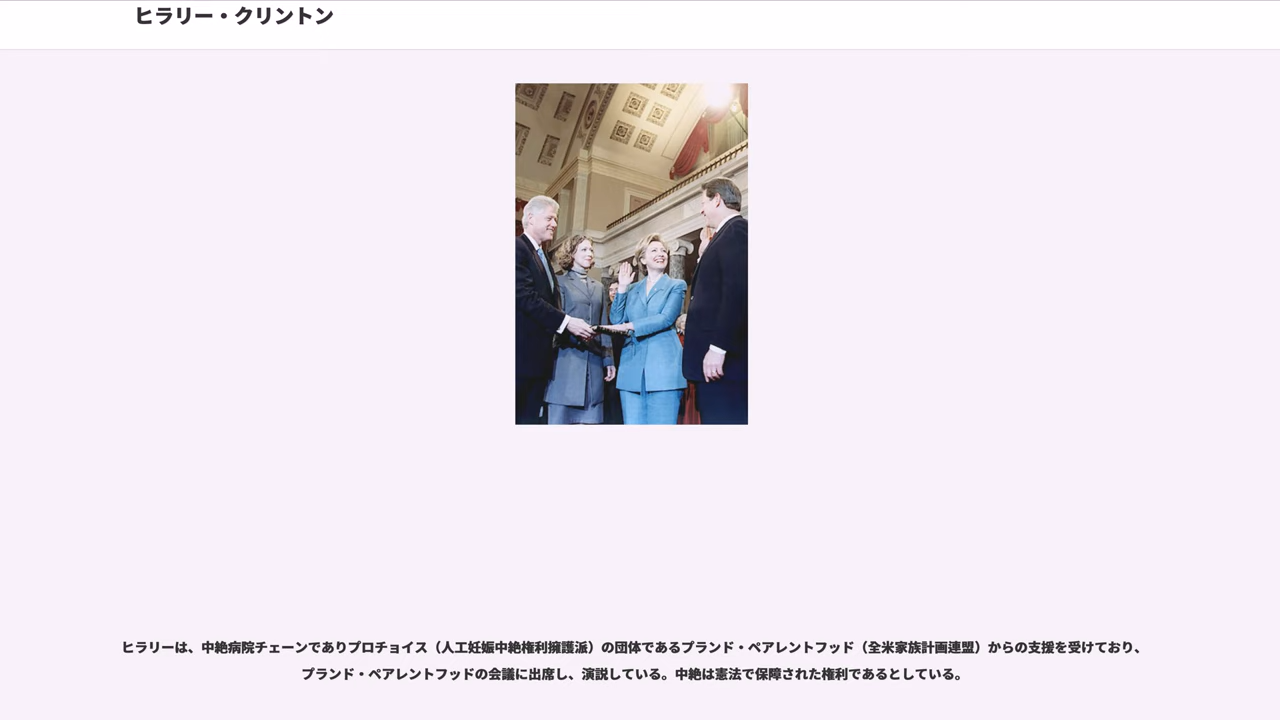 ヒラリー・クリントン
ヒラリーは、中絶病院チェーンでありプロチョイス（人工妊娠中絶権利擁護派）の団体であるプランド・ペアレントフッド（全米家族計画連盟）からの支援を受けており、
プランド・ペアレントフッドの会議に出席し、演説している。中絶は憲法で保障された権利であるとしている。